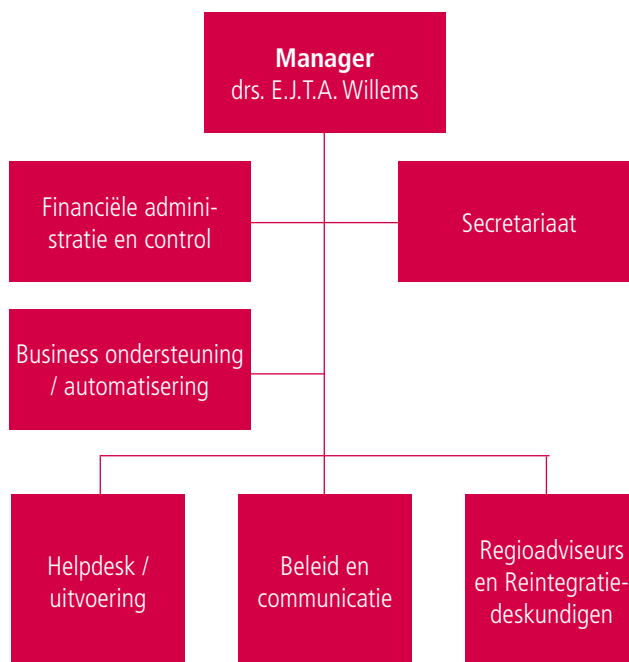 Manager
drs. E.J.T.A. Willems
Financiële admini-
stratie en control
Secretariaat
Business ondersteuning
/ automatisering
Helpdesk /
uitvoering
Beleid en
communicatie
Regioadviseurs
en Reintegratie-
deskundigen